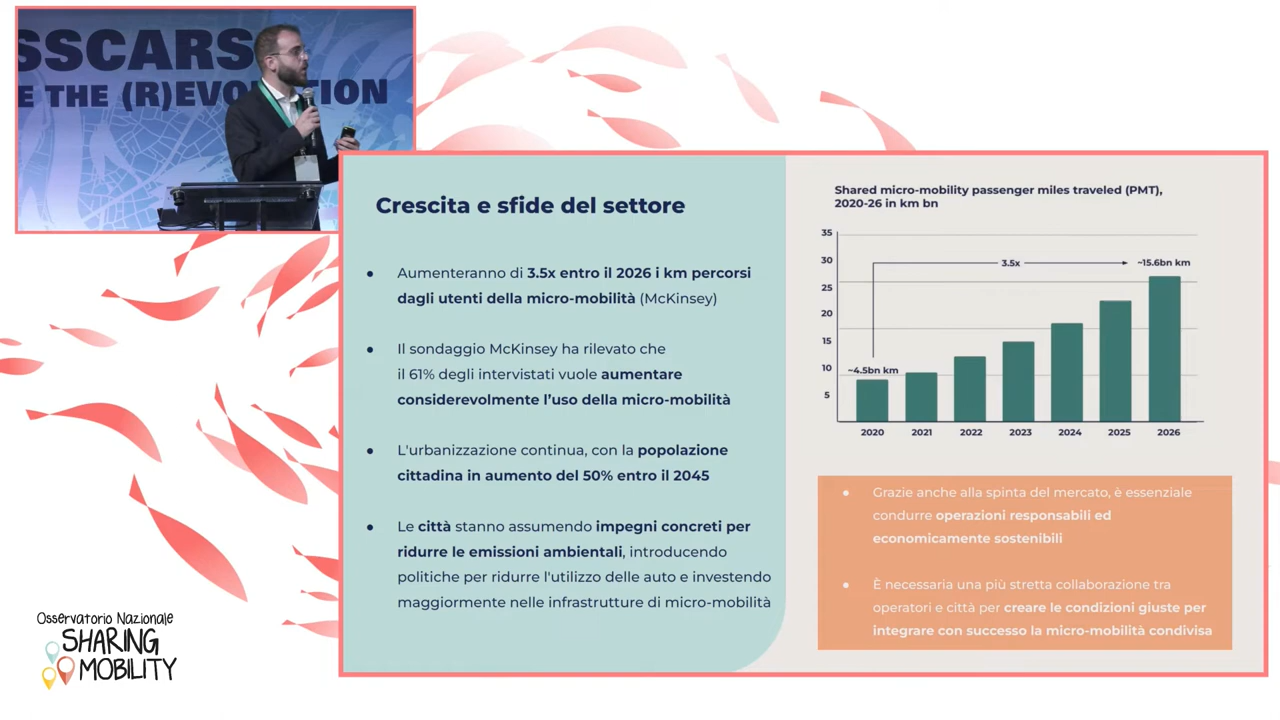 SSCARS
E THE (R)EVO TION
Crescita e sfide del settore
● Aumenteranno di 3.5x entro il 2026 i km percorsi
dagli utenti della micro-mobilità (McKinsey)
● Il sondaggio McKinsey ha rilevato che
il 61% degli intervistati vuole aumentare
considerevolmente l'uso della micro-mobilità
● L'urbanizzazione continua, con la popolazione
cittadina in aumento del 50% entro il 2045
● Le città stanno assumendo impegni concreti per
ridurre le emissioni ambientali, introducendo
politiche per ridurre l'utilizzo delle auto e investendo
maggiormente nelle infrastrutture di micro-mobilità
Shared micro-mobility passenger miles traveled (PMT),
2020-26 in km bn
35
30
25
20
15
10
5
3.5x
~15.6bn km
~4.5bn km
2020 2021 2022 2023 2024 2025 2026
● Grazie anche alla spinta del mercato, è essenziale
condurre operazioni responsabili ed
economicamente sostenibili
● È necessaria una più stretta collaborazione tra
operatori e città per creare le condizioni giuste per
integrare con successo la micro-mobilità condivisa
Osservatorio Nazionale
SHARING
MOBILITY